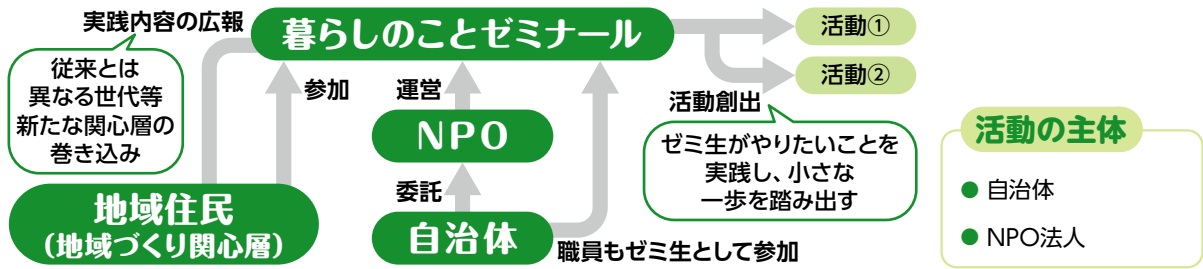 実践内容の広報
従来とは
異なる世代等
新たな関心層の
巻き込み
暮らしのことゼミナール
参加
運営
NPO
委託
自治体
職員もゼミ生として参加
地域住民
(地域づくり関心層)
活動①
活動②
活動創出
ゼミ生がやりたいことを
実践し、小さな
一歩を踏み出す
活動の主体
● 自治体
● NPO法人